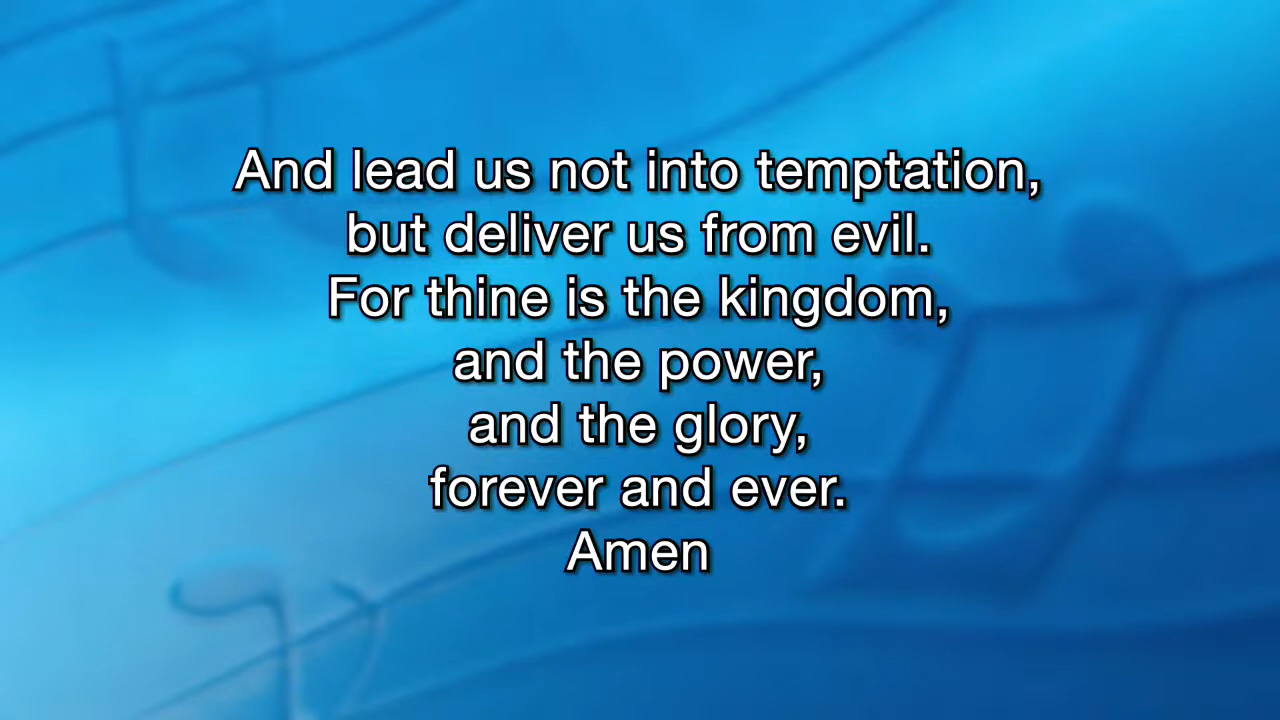 And lead us not into temptation,
but deliver us from evil.
For thine is the kingdom,
and the power,
and the glory,
forever and ever.
Amen